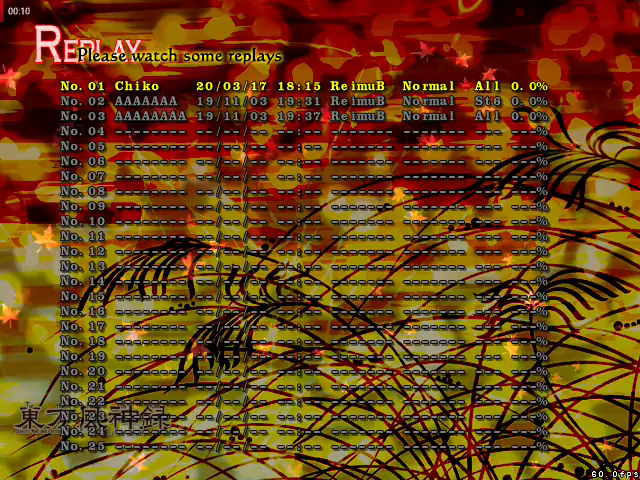 00:10
REPLAY
Please watch some replays
No. 01 Chiko 20/03/17 18:15 ReimuB Normal All 0.0%
No. 02 AAAAAAA 19/11/03 19:31 ReimuB Normal St6 0.0%
No. 03 AAAAAAAA 19/11/03 19:37 ReimuB Normal All 0.0%
No. 04 -------- --/--/-- --:-- ------ ------- --- ---%
No. 05 -------- --/--/-- --:-- ------ ------- --- ---%
No. 06 -------- --/--/-- --:-- ------ ------- --- ---%
No. 07 -------- --/--/-- --:-- ------ ------- --- ---%
No. 08 -------- --/--/-- --:-- ------ ------- --- ---%
No. 09 -------- --/--/-- --:-- ------ ------- --- ---%
No. 10 -------- --/--/-- --:-- ------ ------- --- ---%
No. 11 -------- --/--/-- --:-- ------ ------- --- ---%
No. 12 -------- --/--/-- --:-- ------ ------- --- ---%
No. 13 -------- --/--/-- --:-- ------ ------- --- ---%
No. 14 -------- --/--/-- --:-- ------ ------- --- ---%
No. 15 -------- --/--/-- --:-- ------ ------- --- ---%
No. 16 -------- --/--/-- --:-- ------ ------- --- ---%
No. 17 -------- --/--/-- --:-- ------ ------- --- ---%
No. 18 -------- --/--/-- --:-- ------ ------- --- ---%
No. 19 -------- --/--/-- --:-- ------ ------- --- ---%
No. 20 -------- --/--/-- --:-- ------ ------- --- ---%
No. 21 -------- --/--/-- --:-- ------ ------- --- ---%
No. 22 -------- --/--/-- --:-- ------ ------- --- ---%
No. 23 -------- --/--/-- --:-- ------ ------- --- ---%
No. 24 -------- --/--/-- --:-- ------ ------- --- ---%
No. 25 -------- --/--/-- --:-- ------ ------- --- ---%
東方風神録
60.0fps